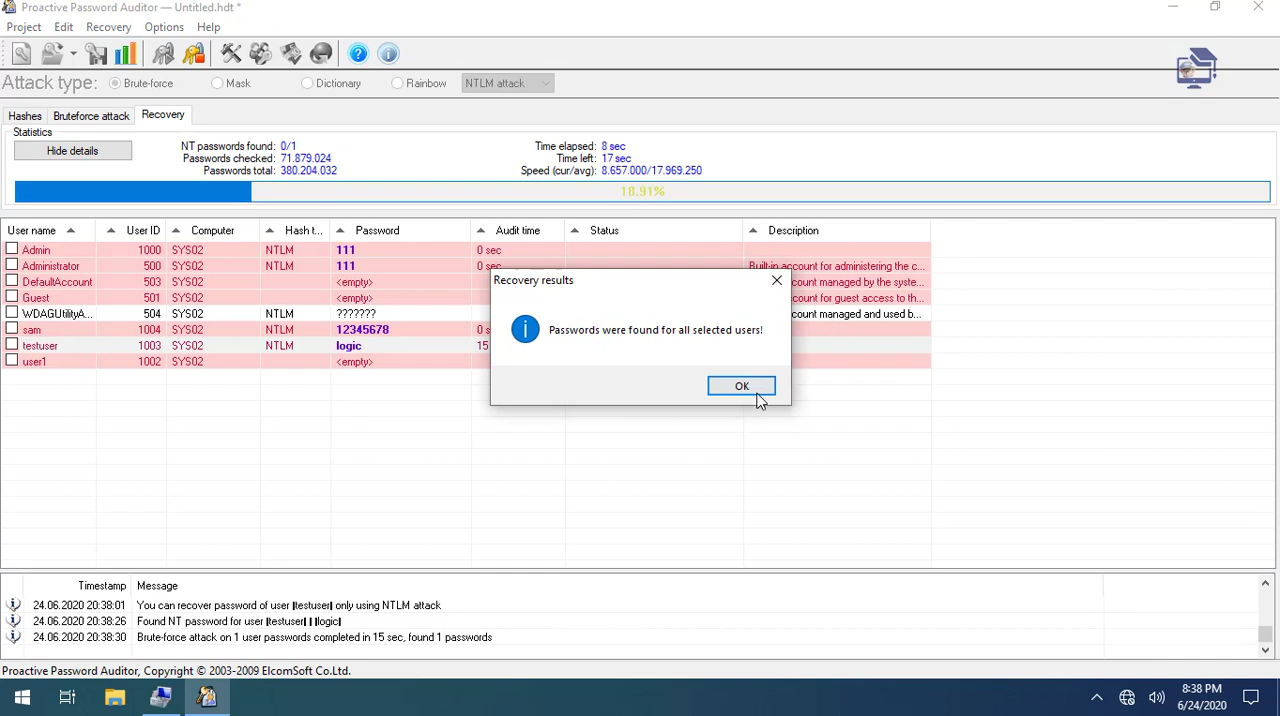 Proactive Password Auditor — Untitled.hdt *
Project Edit Recovery Options Help
Attack type: Brute-force Mask Dictionary Rainbow NTLM attack
Hashes Bruteforce attack Recovery
Statistics
Hide details
NT passwords found: 0/1 Time elapsed: 8 sec
Passwords checked: 71.879.024 Time left: 17 sec
Passwords total: 380.204.032 Speed (cur/avg): 8.657.000/17.969.250
18.91%
User name User ID Computer Hash t... Password Audit time Status Description
Admin 1000 SYS02 NTLM 111 0 sec
Administrator 500 SYS02 NTLM 111 0 sec Built-in account for administering the c...
DefaultAccount 503 SYS02 <empty> count managed by the syste...
Guest 501 SYS02 <empty> count for guest access to th...
WDAGUtilityA... 504 SYS02 NTLM ??????? count managed and used b...
sam 1004 SYS02 NTLM 12345678
testuser 1003 SYS02 NTLM logic 15
user1 1002 SYS02 <empty>
Recovery results
Passwords were found for all selected users!
OK
Timestamp Message
24.06.2020 20:38:01 You can recover password of user |testuser| only using NTLM attack
24.06.2020 20:38:26 Found NT password for user |testuser| | |logic|
24.06.2020 20:38:30 Brute-force attack on 1 user passwords completed in 15 sec, found 1 passwords
Proactive Password Auditor, Copyright © 2003-2009 ElcomSoft Co.Ltd.
8:38 PM
6/24/2020